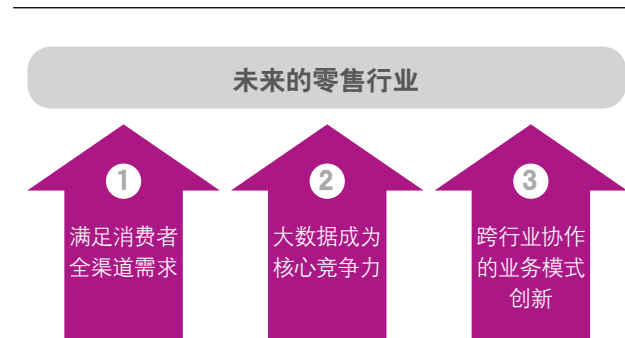 未来的零售行业
1
满足消费者
全渠道需求
2
大数据成为
核心竞争力
3
跨行业协作
的业务模式
创新